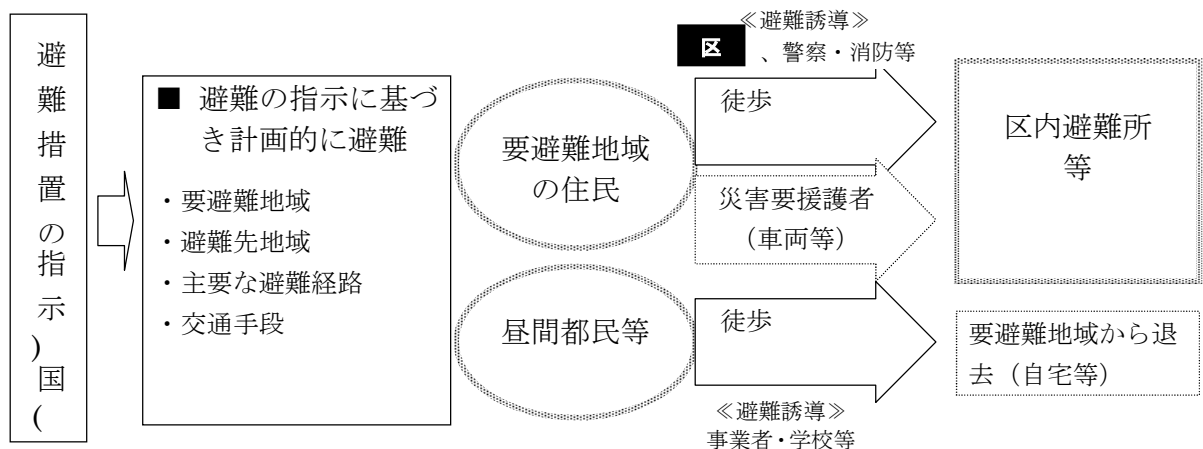 避難措置の指示)国(
■ 避難の指示に基づ
き計画的に避難
・要避難地域
・避難先地域
・主要な避難経路
・交通手段
要避難地域
の住民
昼間都民等
≪避難誘導≫
区 、警察・消防等
徒歩
災害要援護者
（車両等）
徒歩
≪避難誘導≫
事業者・学校等
区内避難所
等
要避難地域から退
去（自宅等）